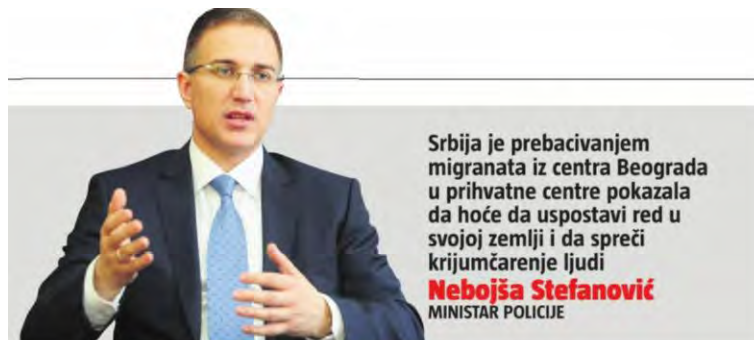 Srbija je prebacivanjem
migranata iz centra Beograda
u prihvatne centre pokazala
da hoće da uspostavi red u
svojoj zemlji i da spreči
krijumčarenje ljudi
Nebojša Stefanović
MINISTAR POLICIJE